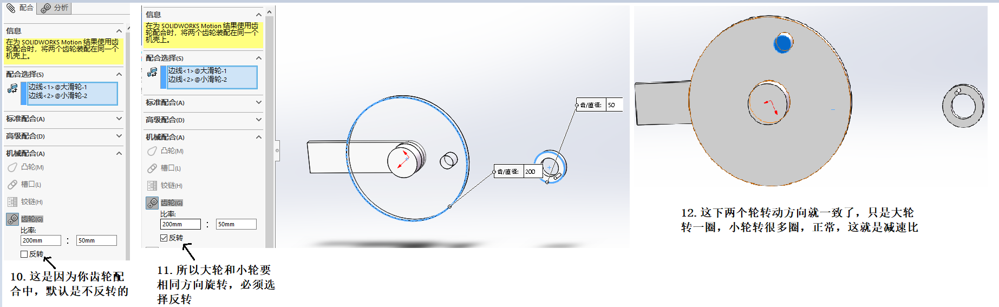 配合
分析
信息
在为 SOLIDWORKS Motion 结果使用齿
轮配合时，将两个齿轮装配在同一个
机壳上。
配合选择(S)
边线<1>@大滑轮-1
边线<2>@小滑轮-2
标准配合(A)
高级配合(D)
机械配合(A)
凸轮(M)
槽口(L)
铰链(H)
齿轮(G)
比率:
200mm : 50mm
反转
10.这是因为你齿轮配
合中，默认是不反转的
信息
在为 SOLIDWORKS Motion 结果使用齿
轮配合时，将两个齿轮装配在同一个
机壳上。
配合选择(S)
边线<1>@大滑轮-1
边线<2>@小滑轮-2
标准配合(A)
高级配合(D)
机械配合(A)
凸轮(M)
槽口(L)
铰链(H)
齿轮(G)
比率:
200mm : 50mm
反转
11.所以大轮和小轮要
相同方向旋转，必须选
择反转
齿/直径: 50
齿/直径: 200
12.这下两个轮转动方向就一致了，只是大轮
转一圈，小轮转很多圈，正常，这就是减速比